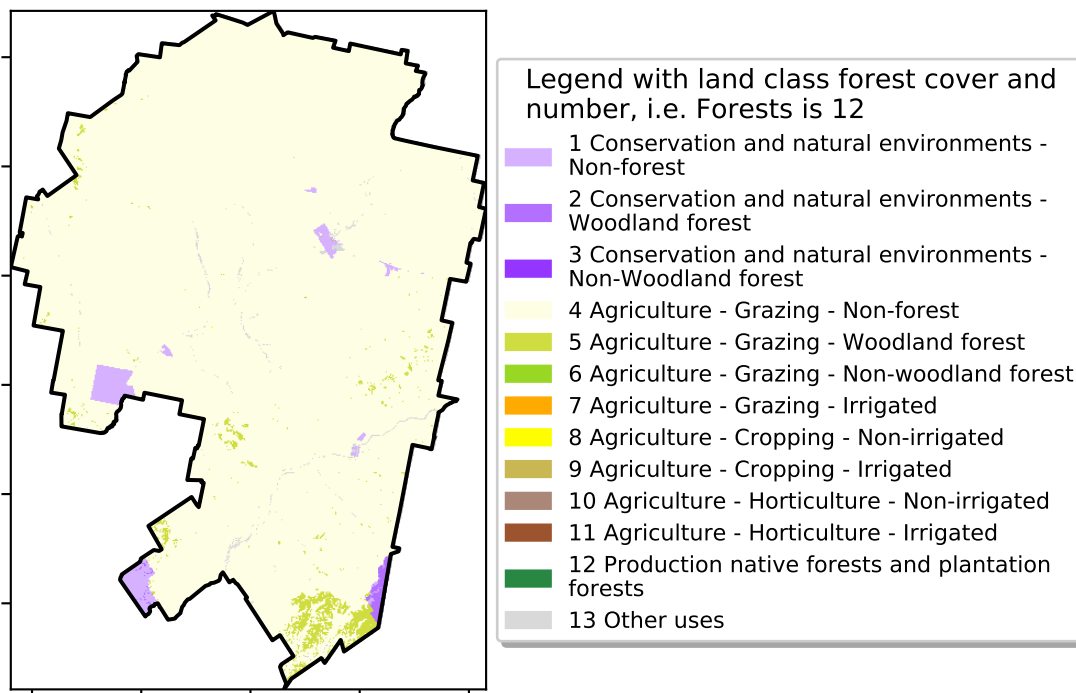 Legend with land class forest cover and
number, i.e. Forests is 12
1 Conservation and natural environments -
Non-forest
2 Conservation and natural environments -
Woodland forest
3 Conservation and natural environments -
Non-Woodland forest
4 Agriculture - Grazing - Non-forest
5 Agriculture - Grazing - Woodland forest
6 Agriculture - Grazing - Non-woodland forest
7 Agriculture - Grazing - Irrigated
8 Agriculture - Cropping - Non-irrigated
9 Agriculture - Cropping - Irrigated
10 Agriculture - Horticulture - Non-irrigated
11 Agriculture - Horticulture - Irrigated
12 Production native forests and plantation
forests
13 Other uses